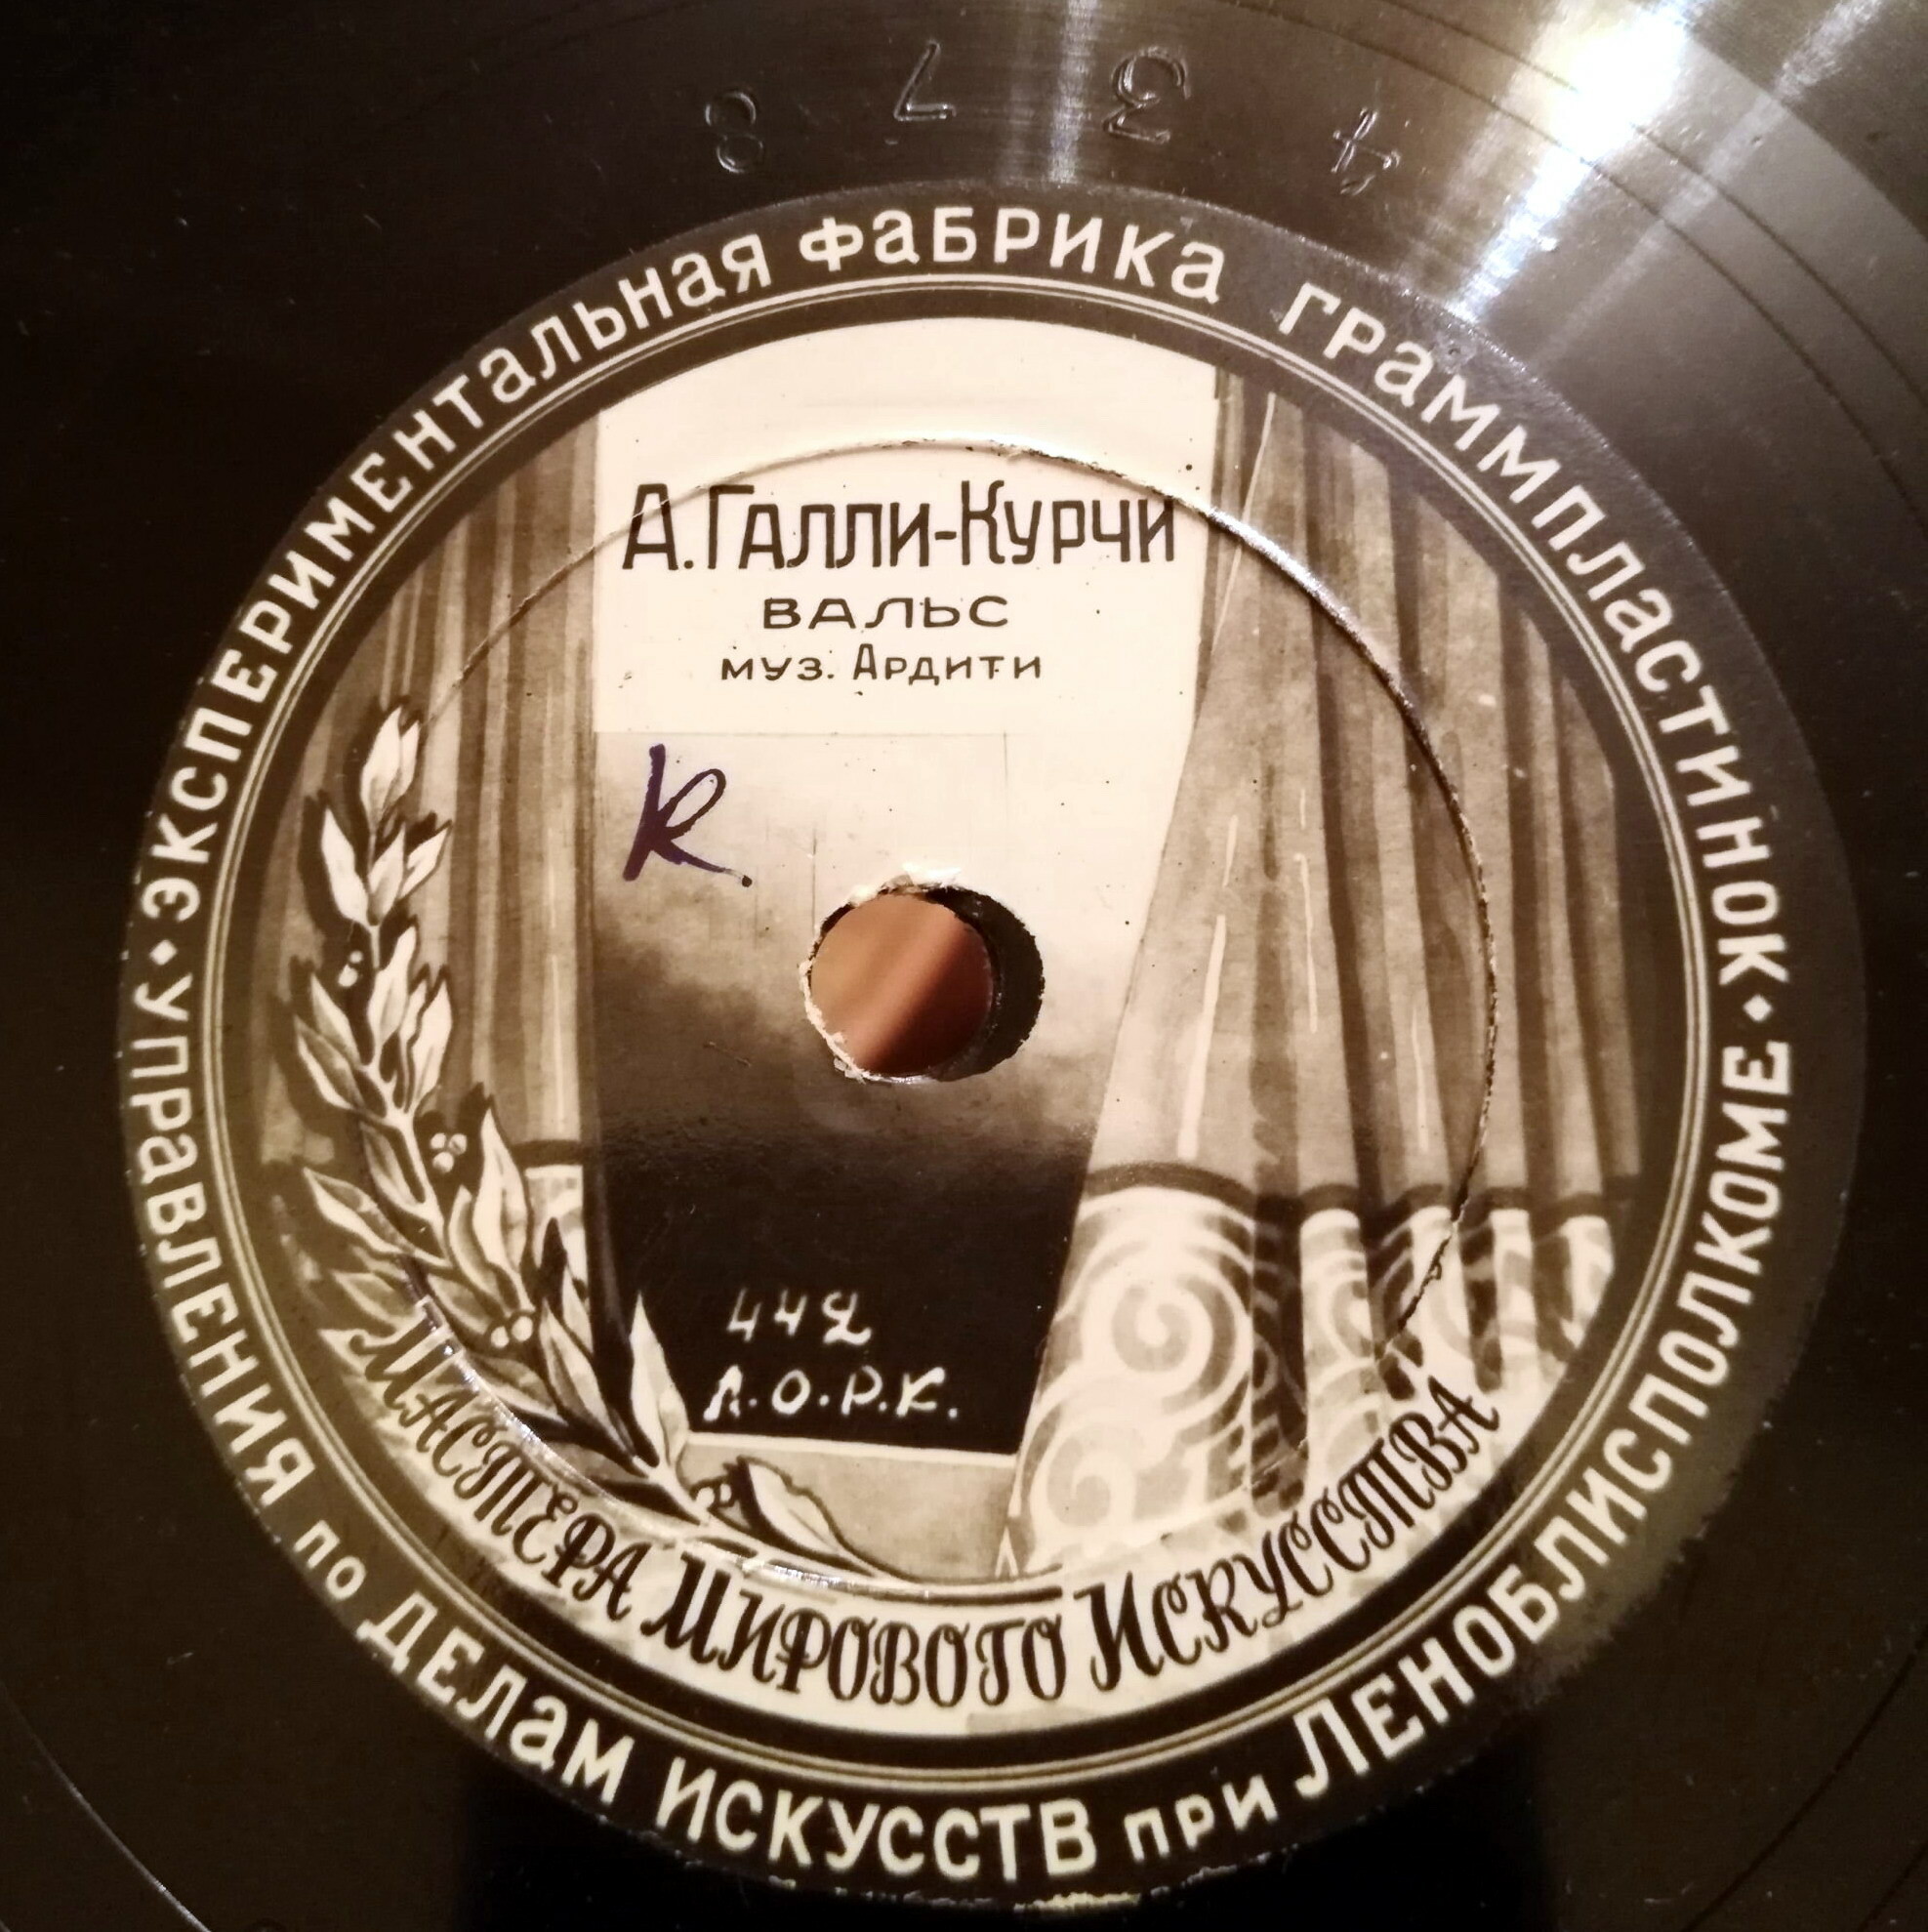 4378
ЭКСПЕРИМЕНТАЛЬНАЯ ФАБРИКА ГРАММПЛАСТИНОК
УПРАВЛЕНИЯ ПО ДЕЛАМ ИСКУССТВ ПРИ ЛЕНОБЛИСПОЛКОМЕ
А.ГАЛЛИ-КУРЧИ
ВАЛЬС
МУЗ. АРДИТИ
К
442
Л.О.Р.К.
МАСТЕРА МИРОВОГО ИСКУССТВА